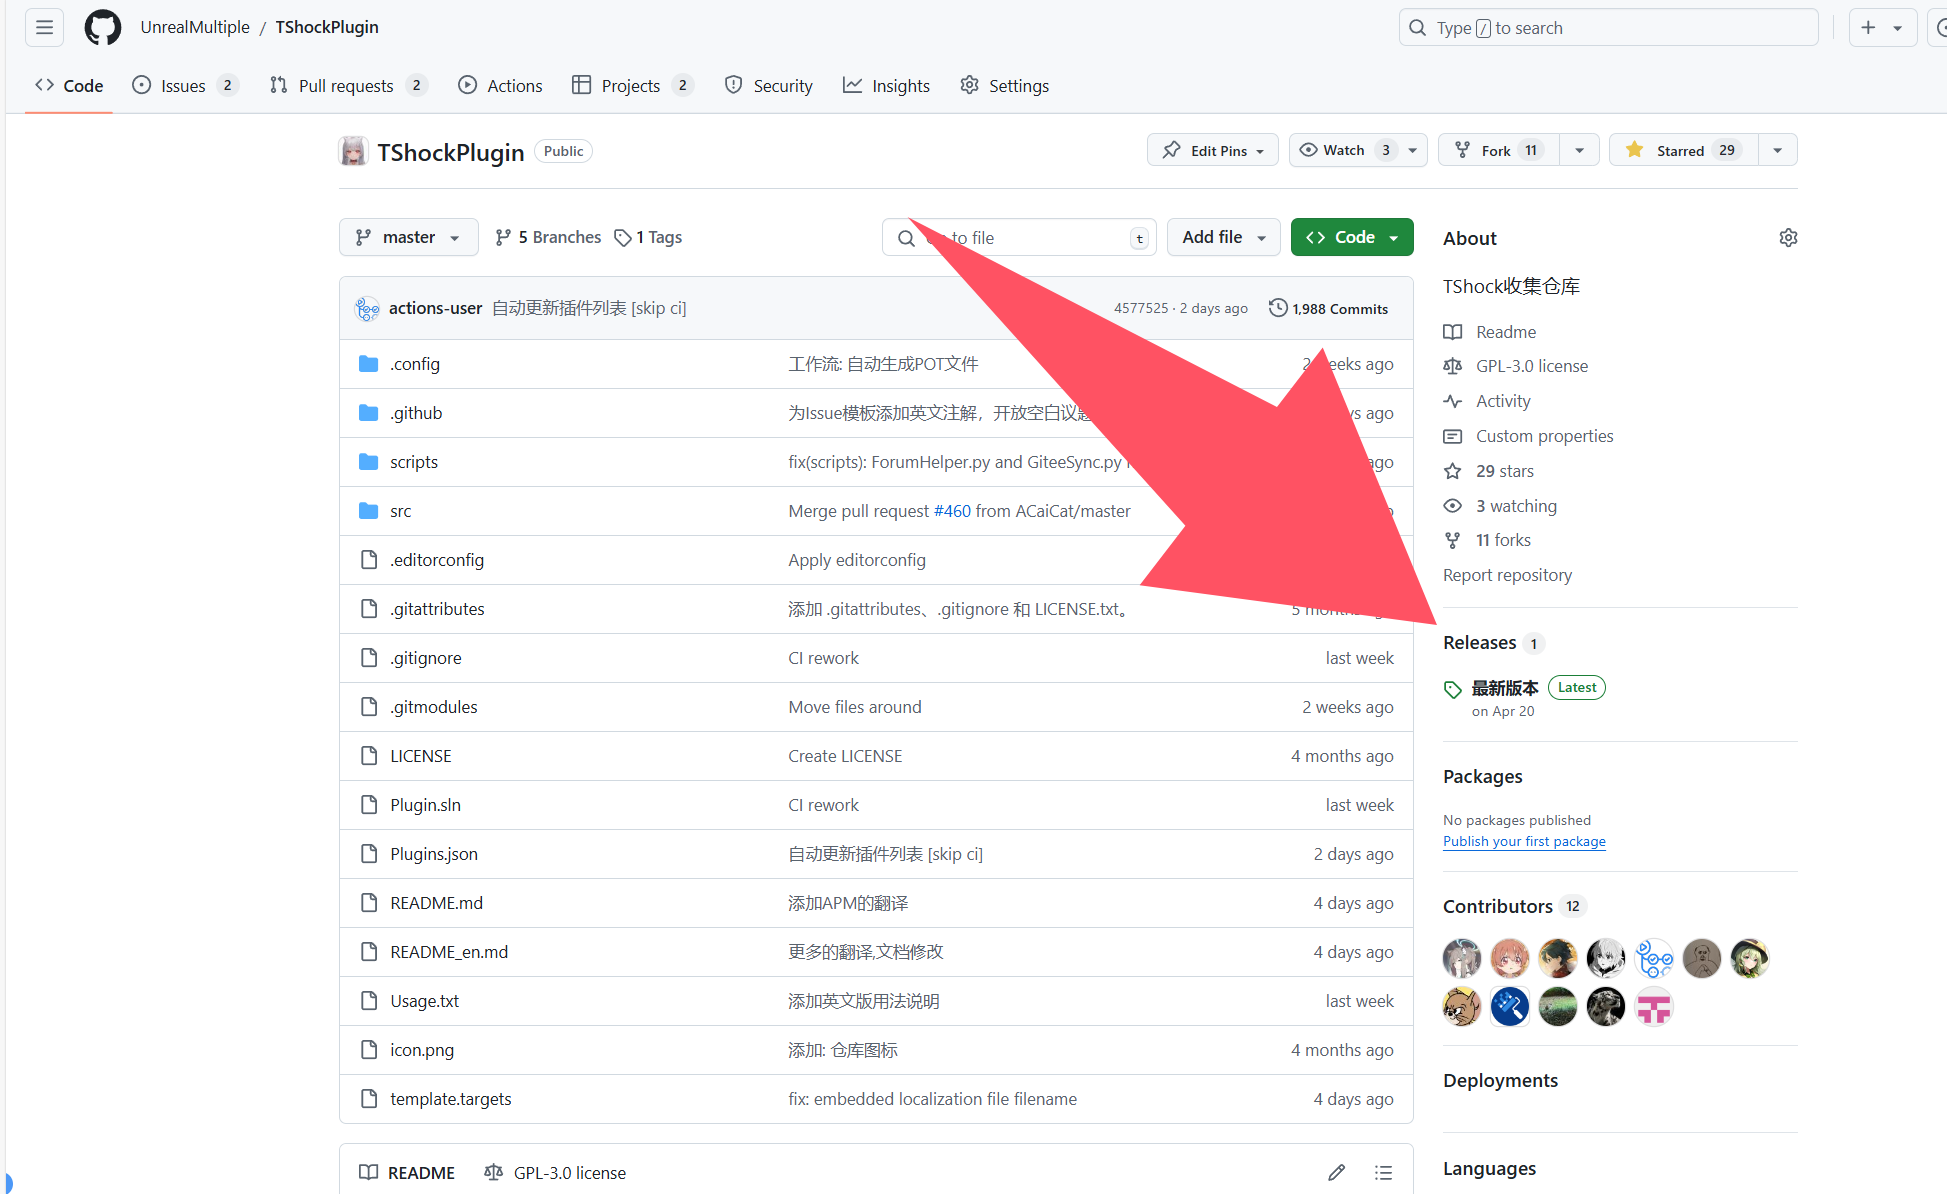 UnrealMultiple / TShockPlugin
Type / to search
Code
Issues 2
Pull requests 2
Actions
Projects 2
Security
Insights
Settings
TShockPlugin Public
Edit Pins
Watch 3
Fork 11
Starred 29
master
5 Branches
1 Tags
to file
t
Add file
Code
actions-user 自动更新插件列表 [skip ci]
4577525 · 2 days ago
1,988 Commits
.config 工作流: 自动生成POT文件 ago
.github 为Issue模板添加英文注解，开放空白议 ago
scripts fix(scripts): ForumHelper.py and GiteeSync.py ago
src Merge pull request #460 from ACaiCat/master
.editorconfig Apply editorconfig
.gitattributes 添加 .gitattributes、.gitignore 和 LICENSE.txt。 5 months
.gitignore CI rework last week
.gitmodules Move files around 2 weeks ago
LICENSE Create LICENSE 4 months ago
Plugin.sln CI rework last week
Plugins.json 自动更新插件列表 [skip ci] 2 days ago
README.md 添加APM的翻译 4 days ago
README_en.md 更多的翻译,文档修改 4 days ago
Usage.txt 添加英文版用法说明 last week
icon.png 添加: 仓库图标 4 months ago
template.targets fix: embedded localization file filename 4 days ago
README
GPL-3.0 license
About
TShock收集仓库
Readme
GPL-3.0 license
Activity
Custom properties
29 stars
3 watching
11 forks
Report repository
Releases 1
最新版本 Latest
on Apr 20
Packages
No packages published
Publish your first package
Contributors 12
Deployments
Languages